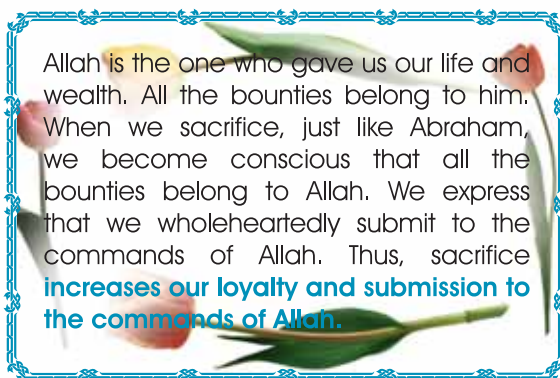 Allah is the one who gave us our life and
wealth. All the bounties belong to him.
When we sacrifice, just like Abraham,
we become conscious that all the
bounties belong to Allah. We express
that we wholeheartedly submit to the
commands of Allah. Thus, sacrifice
increases our loyalty and submission to
the commands of Allah.